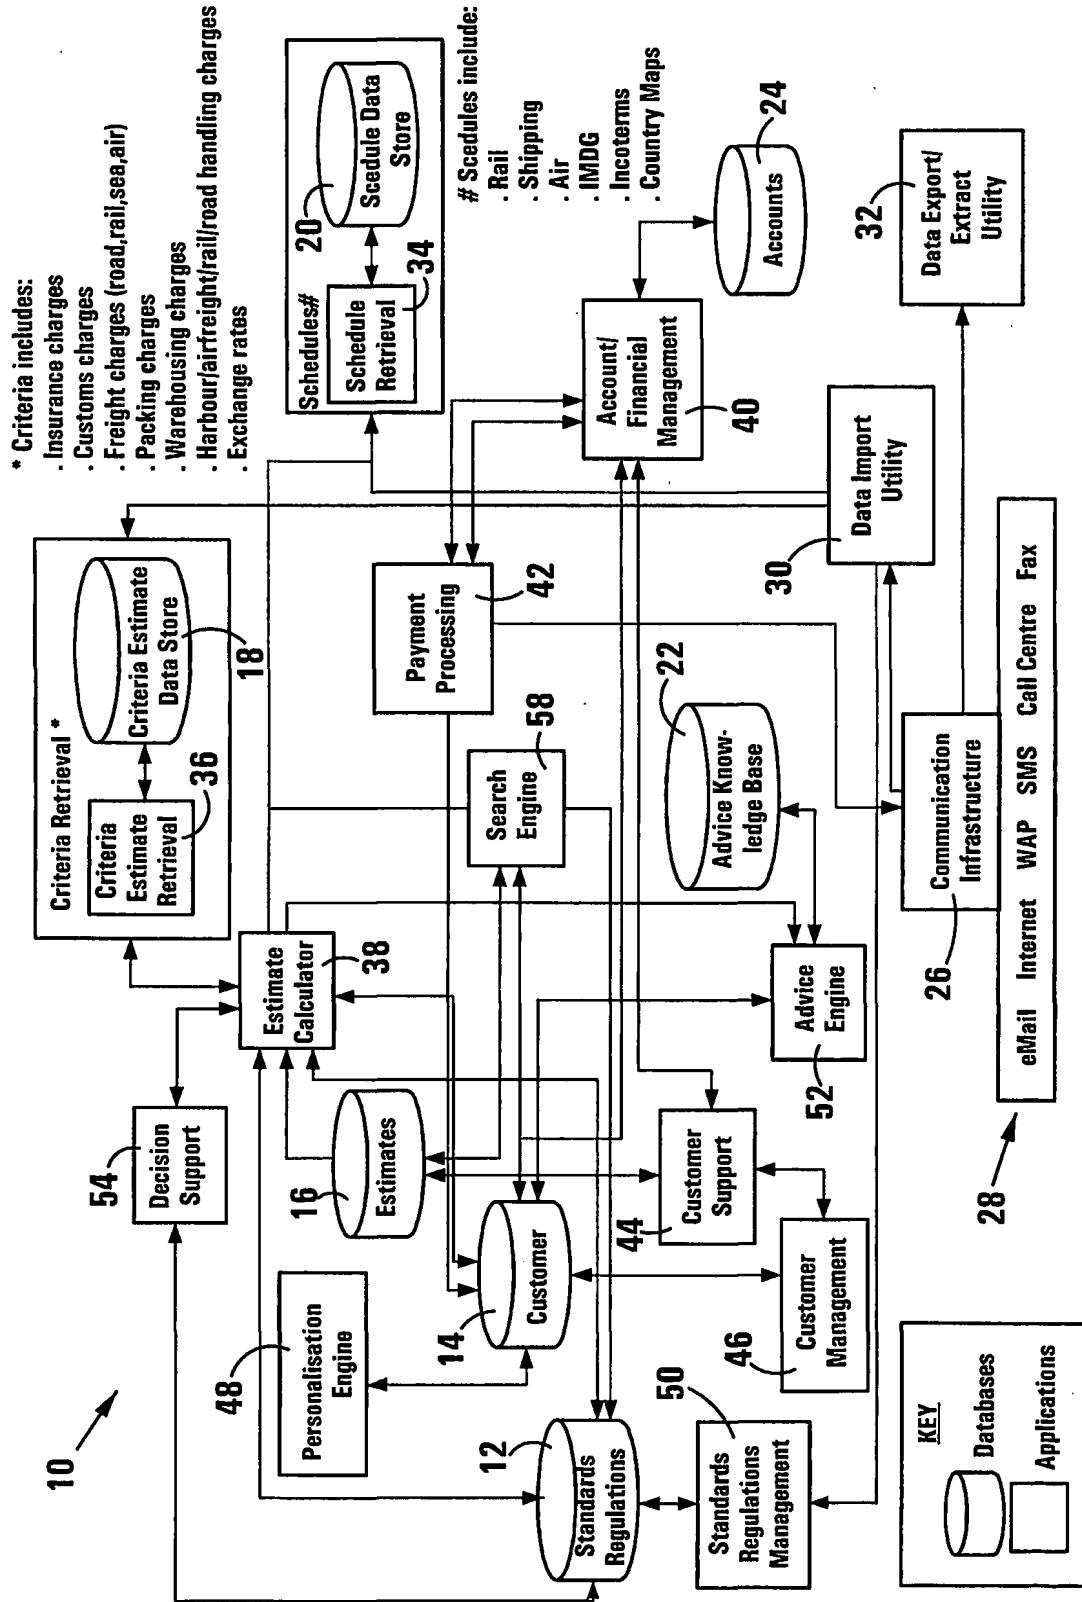 10
* Criteria includes:
. Insurance charges
. Customs charges
. Freight charges (road,rail,sea,air)
. Packing charges
. Warehousing charges
. Harbour/airfreight/rail/road handling charges
. Exchange rates
Criteria Retrieval *
Criteria
Estimate
Retrieval
36
Criteria Estimate
Data Store
18
Schedules#
Schedule
Retrieval
34
20
Scedule Data
Store
# Scedules include:
. Rail
. Shipping
. Air
. IMDG
. Incoterms
. Country Maps
54
Decision
Support
Estimate
Calculator
38
48
Personalisation
Engine
16
Estimates
14
Customer
Search
Engine
58
Payment
Processing
42
Account/
Financial
Management
40
24
Accounts
12
Standards
Regulations
50
Standards
Regulations
Management
46
Customer
Management
44
Customer
Support
52
Advice
Engine
22
Advice Know-
ledge Base
30
Data Import
Utility
32
Data Export/
Extract
Utility
26
Communication
Infrastructure
28
eMail Internet WAP SMS Call Centre Fax
KEY
Databases
Applications